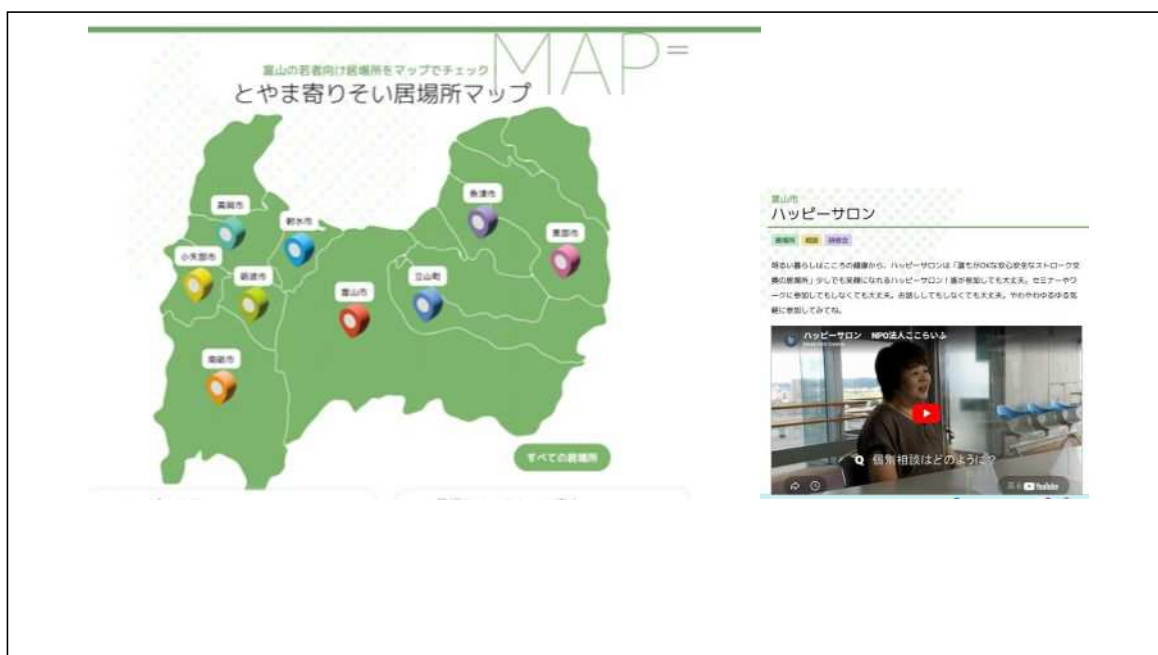 MAP
富山の若者向け居場所をマップでチェック
とやま寄りそい居場所マップ
高岡市
射水市
魚津市
黒部市
小矢部市
砺波市
立山町
富山市
南砺市
すべての居場所
富山市
ハッピーサロン
居場所 相談 研修会
明るい暮らしはこころの健康から、ハッピーサロンは「誰もがOKな安心安全なストローク交
換の居場所」少しでも笑顔になれるハッピーサロン！誰が参加しても大丈夫。セミナーやワ
ークに参加してもしなくても大丈夫。お話ししてもしなくても大丈夫。やわやわゆるゆる気
軽に参加してみてね。
ハッピーサロン NPO法人ここらいふ
Q 個別相談はどのように？
見る YouTube